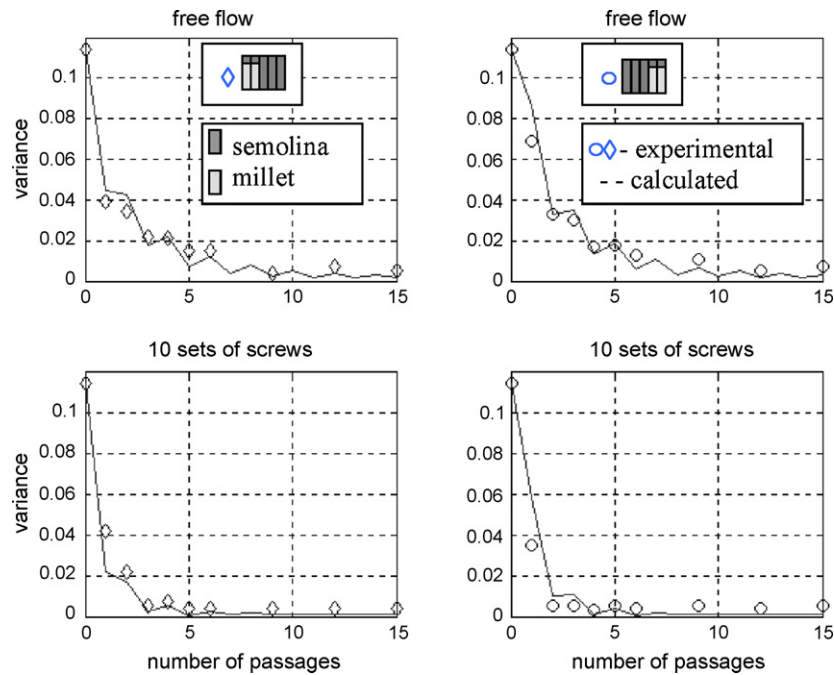 free flow
variance
0.1
0.08
0.06
0.04
0.02
0
semolina
millet
0 5 10 15
free flow
0.1
0.08
0.06
0.04
0.02
0
- experimental
-- calculated
0 5 10 15
10 sets of screws
variance
0.1
0.08
0.06
0.04
0.02
0
0 5 10 15
number of passages
10 sets of screws
0.1
0.08
0.06
0.04
0.02
0
0 5 10 15
number of passages